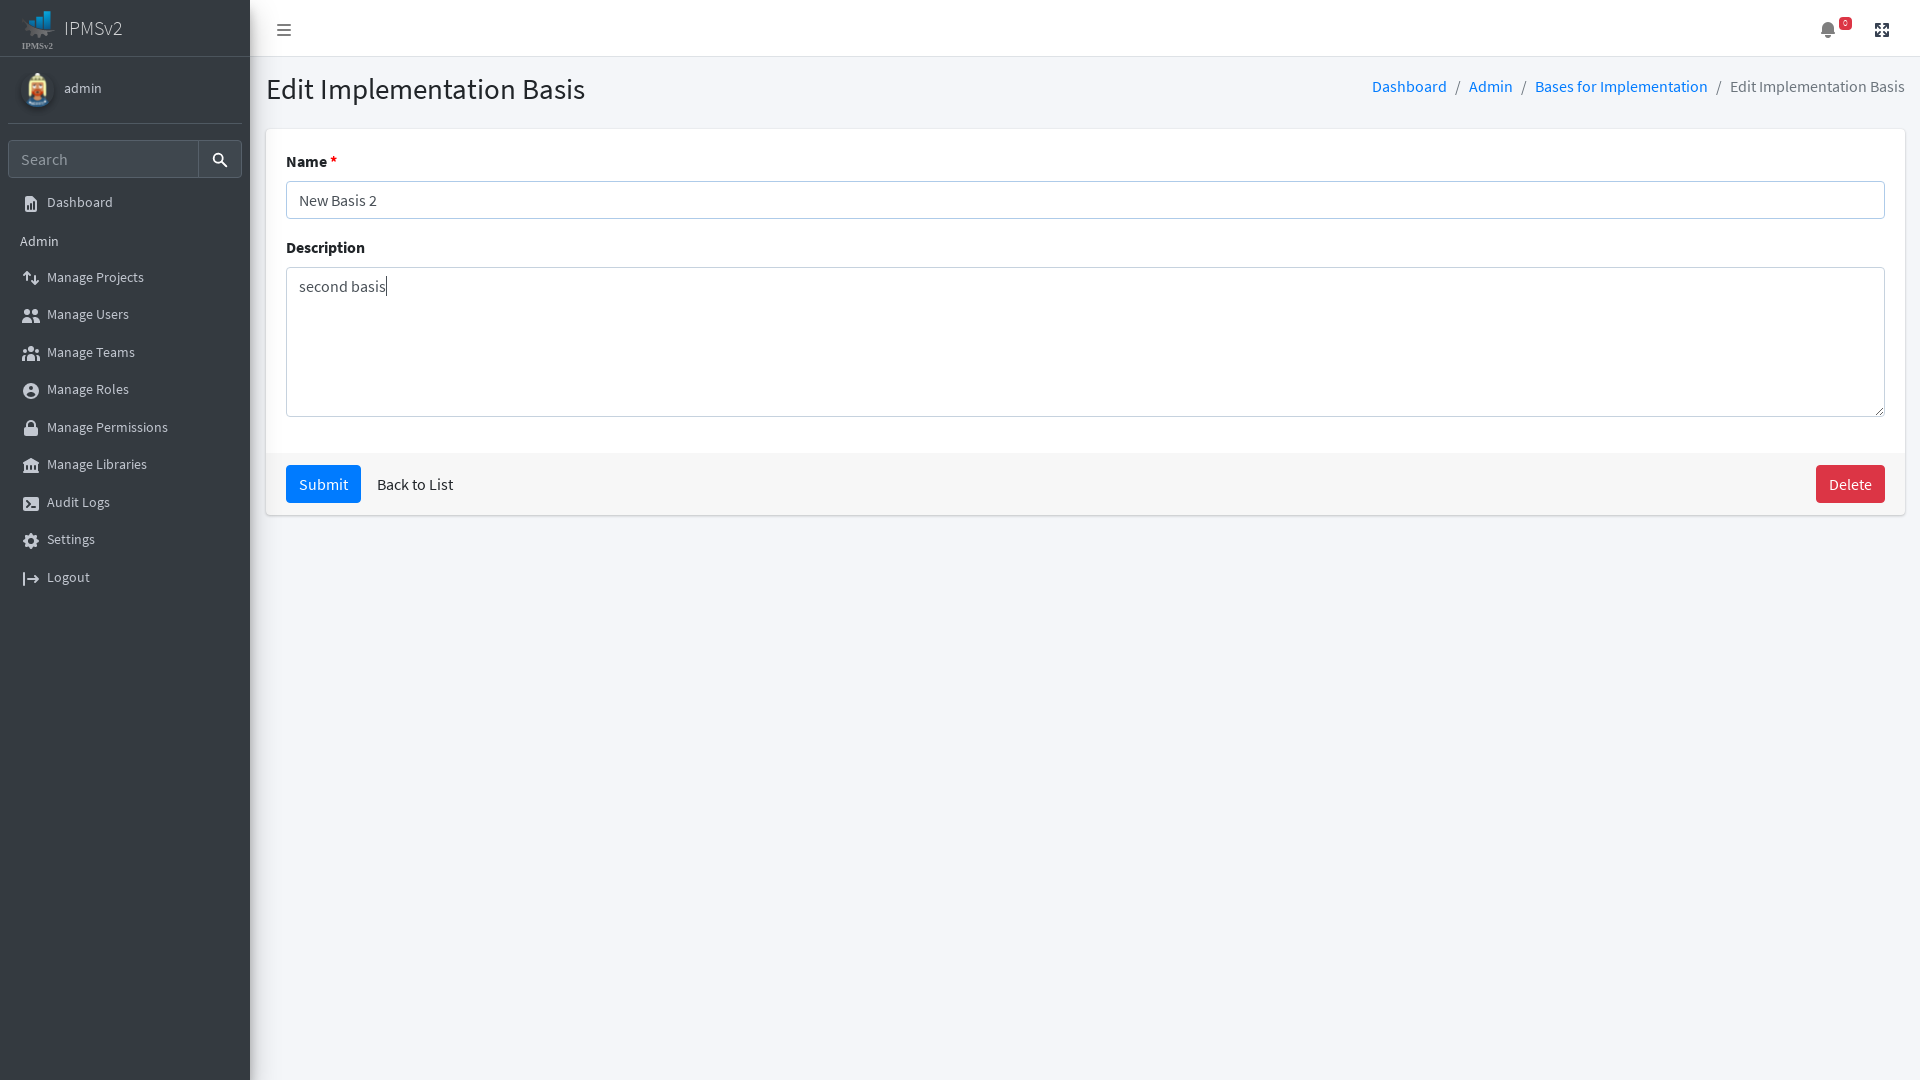 IPMSv2
IPMSv2
admin
Search
Dashboard
Admin
Manage Projects
Manage Users
Manage Teams
Manage Roles
Manage Permissions
Manage Libraries
Audit Logs
Settings
Logout
0
Edit Implementation Basis
Dashboard / Admin / Bases for Implementation / Edit Implementation Basis
Name *
New Basis 2
Description
second basis
Submit
Back to List
Delete